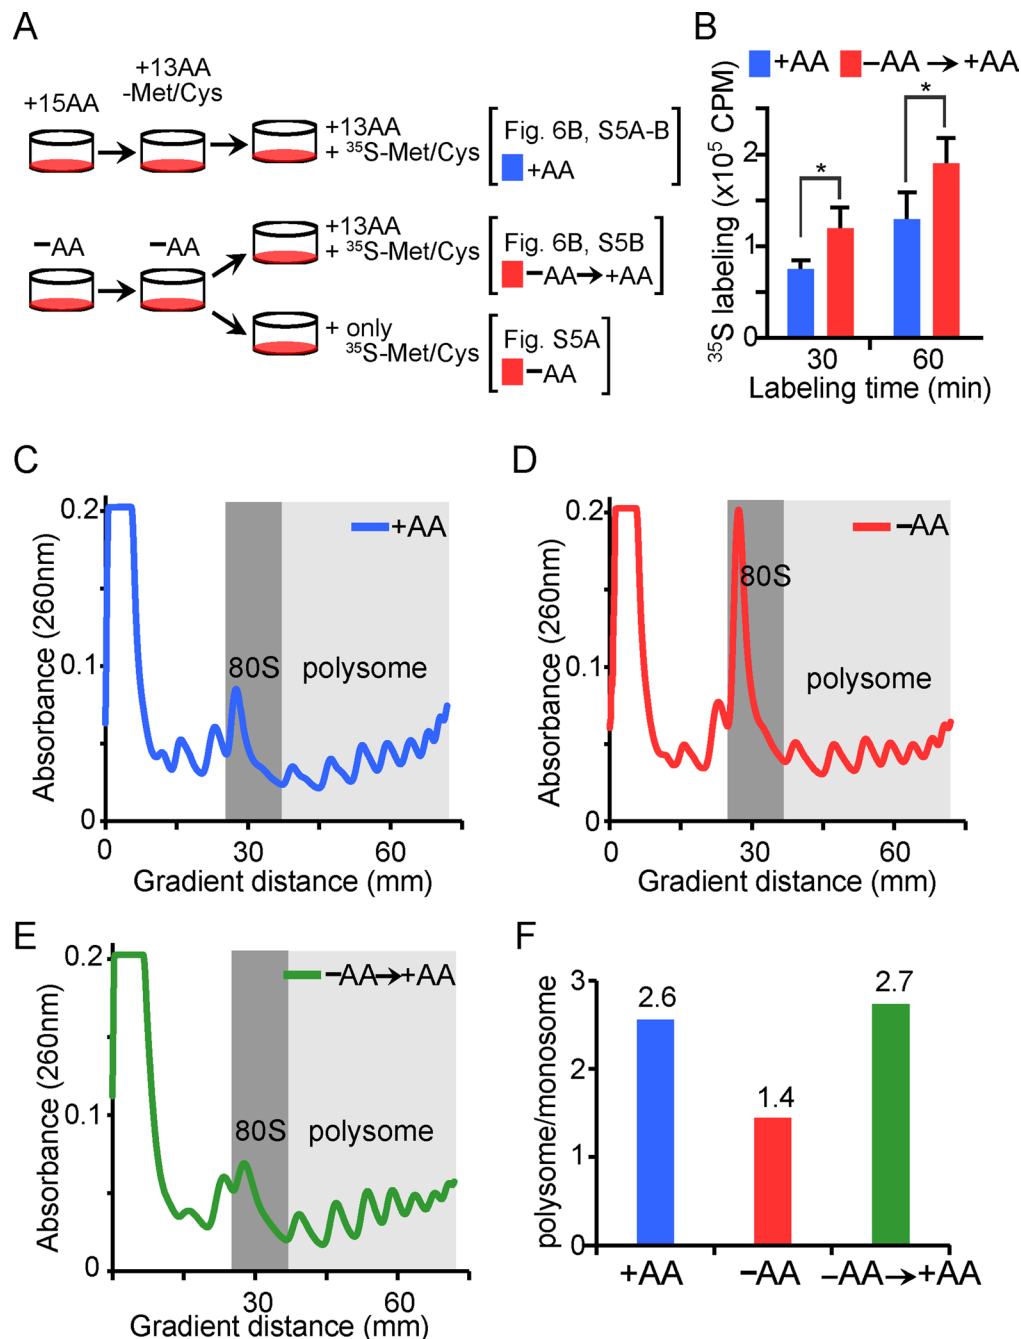 A
+15AA
+13AA
-Met/Cys
+13AA
+ ³⁵S-Met/Cys
Fig. 6B, S5A-B
+AA
−AA
−AA
+13AA
+ ³⁵S-Met/Cys
Fig. 6B, S5B
−AA→+AA
+ only
³⁵S-Met/Cys
Fig. S5A
−AA
B
+AA −AA→+AA
³⁵S labeling (x10⁵ CPM)
2
1
0
* *
30 60
Labeling time (min)
C
Absorbance (260nm)
0.2
0.1
0
+AA
80S polysome
0 30 60
Gradient distance (mm)
D
Absorbance (260nm)
0.2
0.1
0
−AA
80S
polysome
0 30 60
Gradient distance (mm)
E
Absorbance (260nm)
0.2
0.1
0
−AA→+AA
80S polysome
30 60
Gradient distance (mm)
F
polysome/monosome
3
2
1
0
2.6
1.4
2.7
+AA −AA −AA→+AA